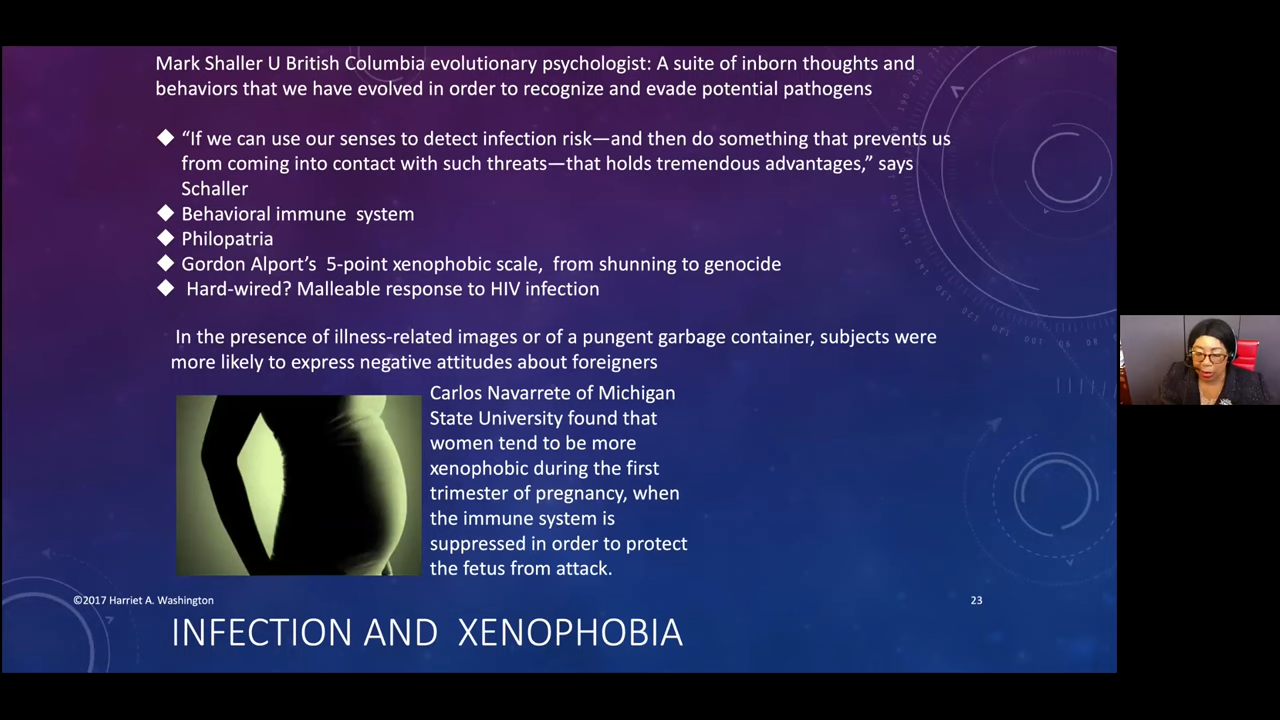 Mark Shaller U British Columbia evolutionary psychologist: A suite of inborn thoughts and
behaviors that we have evolved in order to recognize and evade potential pathogens
◆ “If we can use our senses to detect infection risk—and then do something that prevents us
from coming into contact with such threats—that holds tremendous advantages,” says
Schaller
◆ Behavioral immune  system
◆ Philopatria
◆ Gordon Alport’s  5-point xenophobic scale,  from shunning to genocide
◆ Hard-wired? Malleable response to HIV infection
In the presence of illness-related images or of a pungent garbage container, subjects were
more likely to express negative attitudes about foreigners
Carlos Navarrete of Michigan
State University found that
women tend to be more
xenophobic during the first
trimester of pregnancy, when
the immune system is
suppressed in order to protect
the fetus from attack.
©2017 Harriet A. Washington
23
INFECTION AND  XENOPHOBIA